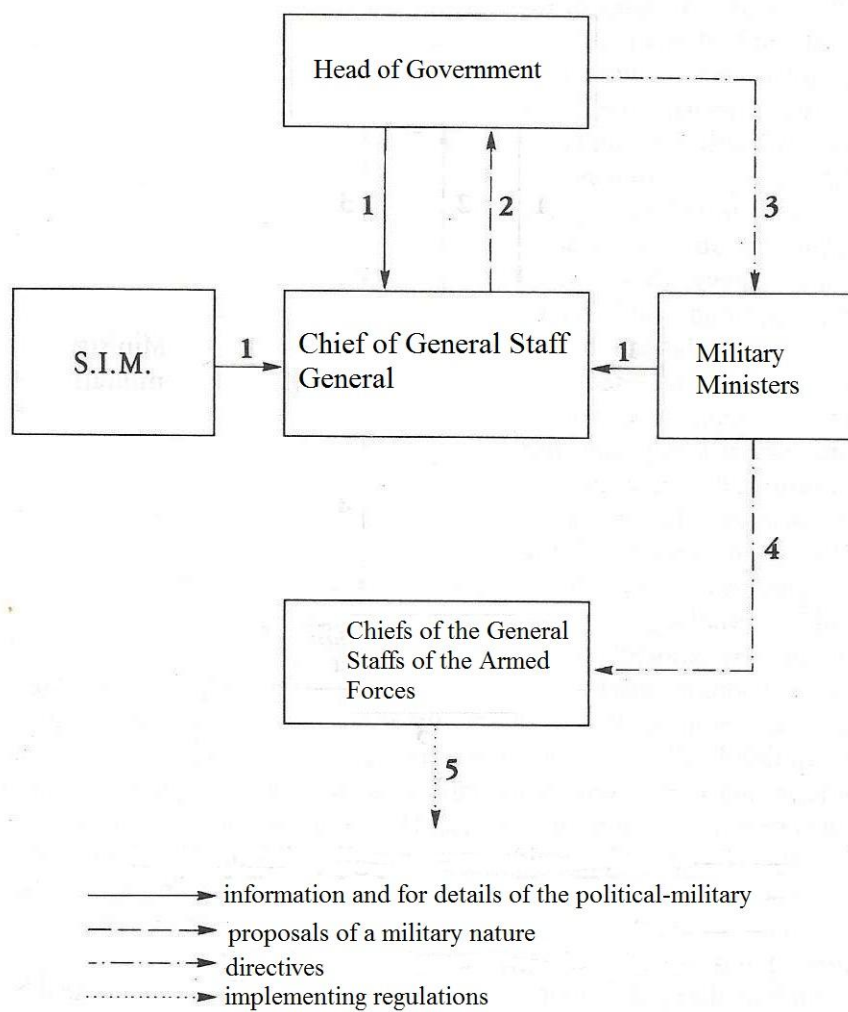 Head of Government
1
2
3
S.I.M.
1
Chief of General Staff
General
1
Military
Ministers
4
Chiefs of the General
Staffs of the Armed
Forces
5
information and for details of the political-military
proposals of a military nature
directives
implementing regulations